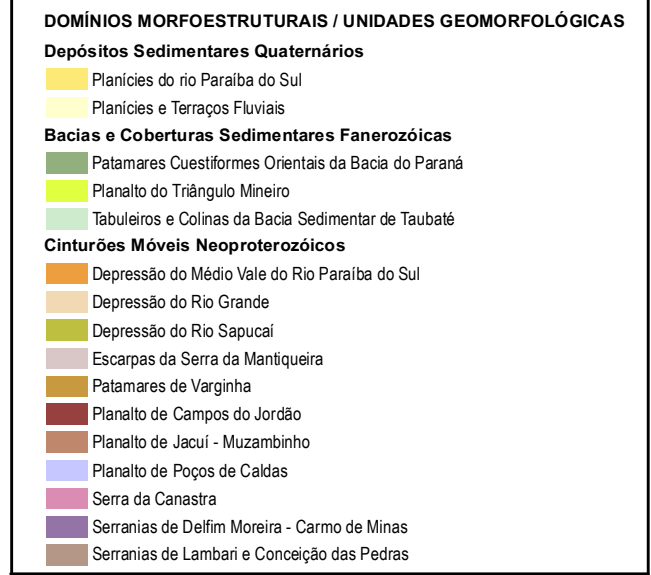 DOMÍNIOS MORFOESTRUTURAIS / UNIDADES GEOMORFOLÓGICAS
Depósitos Sedimentares Quaternários
Planícies do rio Paraíba do Sul
Planícies e Terraços Fluviais
Bacias e Coberturas Sedimentares Fanerozóicas
Patamares Cuestiformes Orientais da Bacia do Paraná
Planalto do Triângulo Mineiro
Tabuleiros e Colinas da Bacia Sedimentar de Taubaté
Cinturões Móveis Neoproterozóicos
Depressão do Médio Vale do Rio Paraíba do Sul
Depressão do Rio Grande
Depressão do Rio Sapucaí
Escarpas da Serra da Mantiqueira
Patamares de Varginha
Planalto de Campos do Jordão
Planalto de Jacuí - Muzambinho
Planalto de Poços de Caldas
Serra da Canastra
Serranias de Delfim Moreira - Carmo de Minas
Serranias de Lambari e Conceição das Pedras